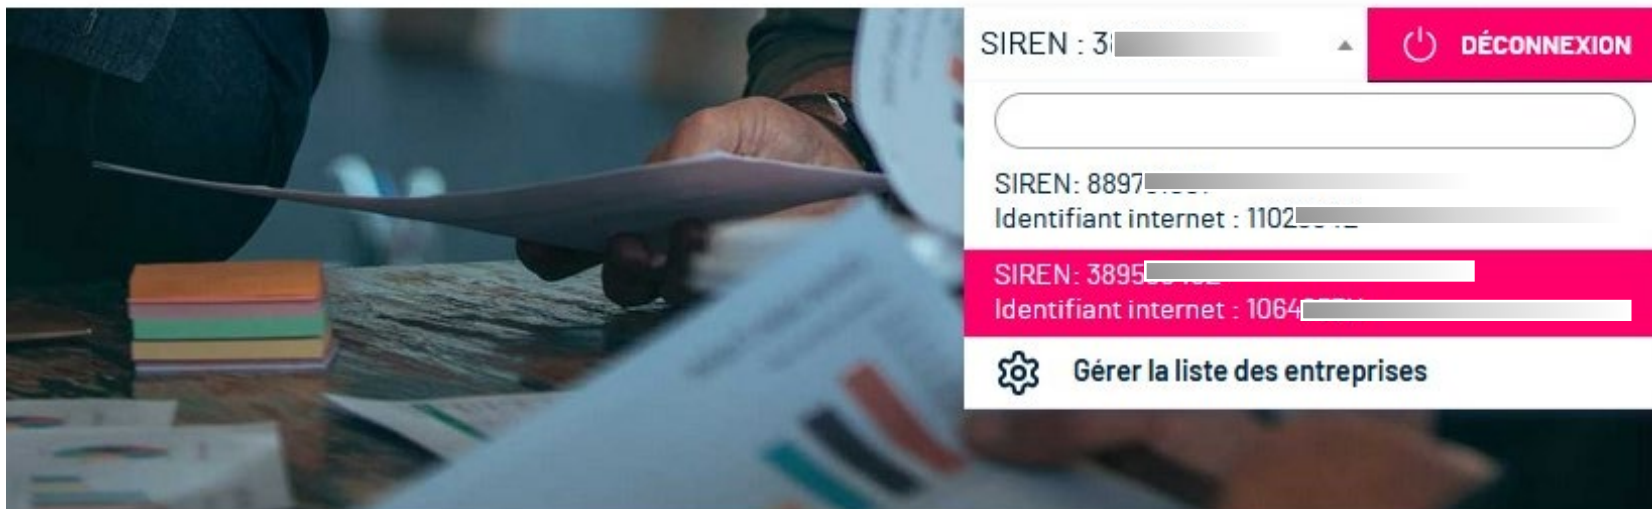 SIREN : 3
DÉCONNEXION
SIREN: 8897
Identifiant internet : 1102
SIREN: 3895
Identifiant internet : 1064
Gérer la liste des entreprises